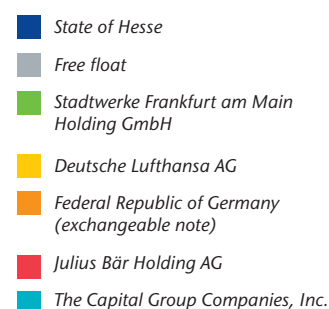 State of Hesse
Free float
Stadtwerke Frankfurt am Main
Holding GmbH
Deutsche Lufthansa AG
Federal Republic of Germany
(exchangeable note)
Julius Bär Holding AG
The Capital Group Companies, Inc.